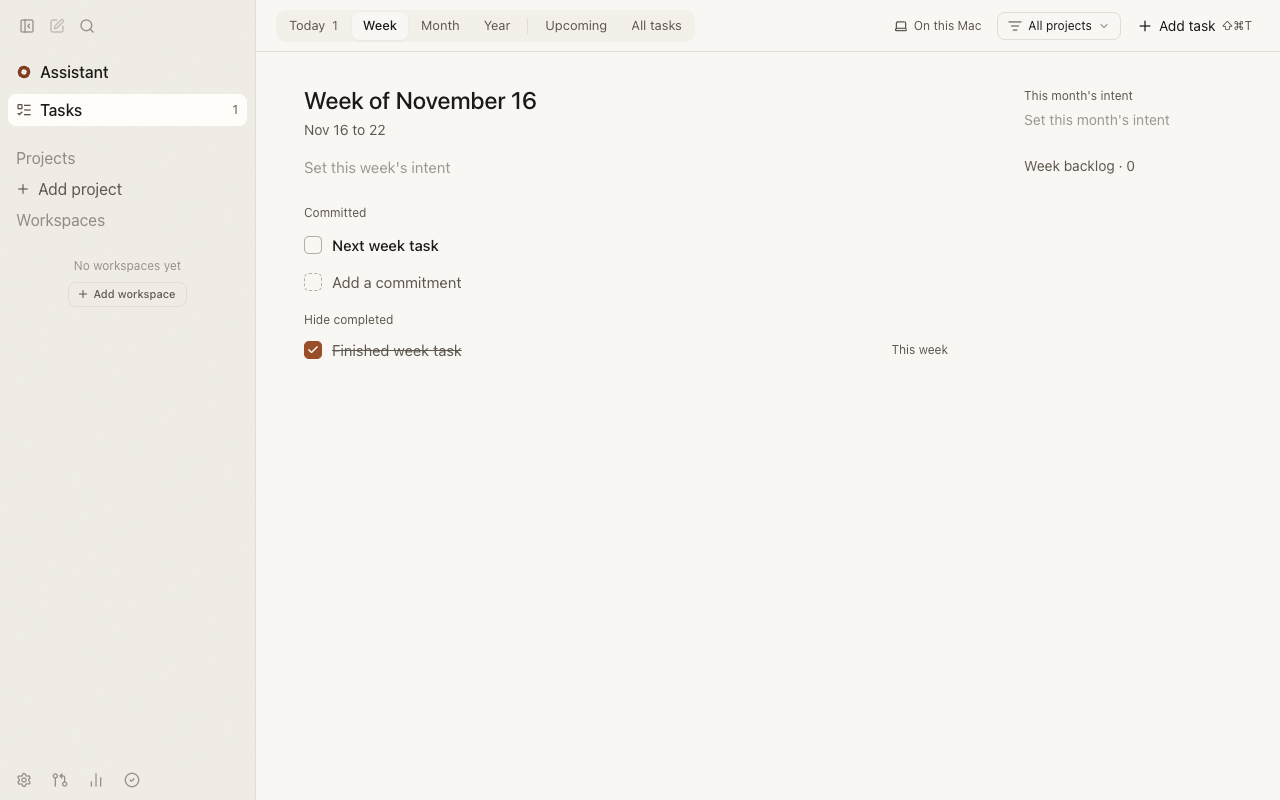 Today 1
Week
Month
Year
Upcoming
All tasks
On this Mac
All projects
Add task ⇧⌘T
Assistant
Tasks 1
Projects
Add project
Workspaces
No workspaces yet
Add workspace
Week of November 16
Nov 16 to 22
Set this week's intent
Committed
Next week task
Add a commitment
Hide completed
Finished week task
This week
This month's intent
Set this month's intent
Week backlog · 0